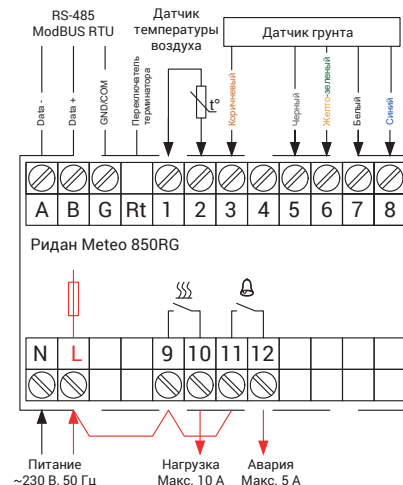 RS-485
ModBUS RTU
Датчик
температуры
воздуха
Датчик грунта
Data -
Data +
GND/COM
Переключатель
терминатора
t°
Коричневый
Черный
Желто-зеленый
Белый
Синий
A B G Rt 1 2 3 4 5 6 7 8
Ридан Meteo 850RG
N L 9 10 11 12
Питание
~230 В, 50 Гц
Нагрузка
Макс. 10 А
Авария
Макс. 5 А